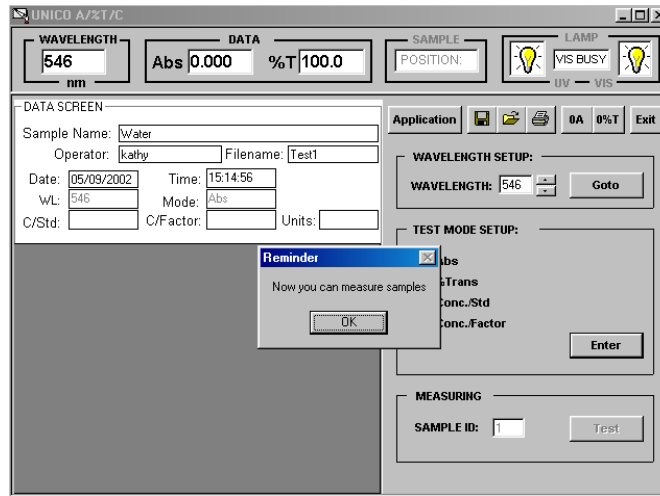 UNICO A/%T/C
WAVELENGTH
546
nm
DATA
Abs 0.000 %T 100.0
SAMPLE
POSITION:
LAMP
VIS BUSY
UV VIS
DATA SCREEN
Sample Name: Water
Operator: kathy Filename: Test1
Date: 05/09/2002 Time: 15:14:56
WL: 546 Mode: Abs
C/Std: C/Factor: Units:
Application 0A 0%T Exit
WAVELENGTH SETUP:
WAVELENGTH: 546 Goto
TEST MODE SETUP:
Abs
%Trans
Conc./Std
Conc./Factor
Enter
Reminder
Now you can measure samples
OK
MEASURING
SAMPLE ID: 1 Test